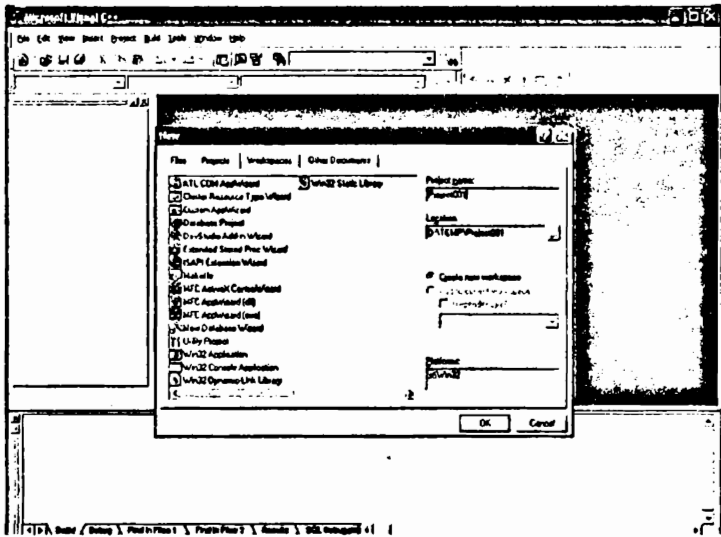 Microsoft Visual C++
File Edit View Insert Project Build Tools Window Help
New
Files Projects Workspaces Other Documents
ATL COM AppWizard
Cluster Resource Type Wizard
Custom AppWizard
Database Project
DevStudio Add-in Wizard
Extended Stored Proc Wizard
ISAPI Extension Wizard
Makefile
MFC ActiveX ControlWizard
MFC AppWizard (dll)
MFC AppWizard (exe)
New Database Wizard
Utility Project
Win32 Application
Win32 Console Application
Win32 Dynamic-Link Library
Win32 Static Library
Project name:
Project001
Location:
D:\TEMP\Project001
Create new workspace
Platforms:
Win32
OK Cancel
Build Debug Find in Files 1 Find in Files 2 Results SQL Debugging